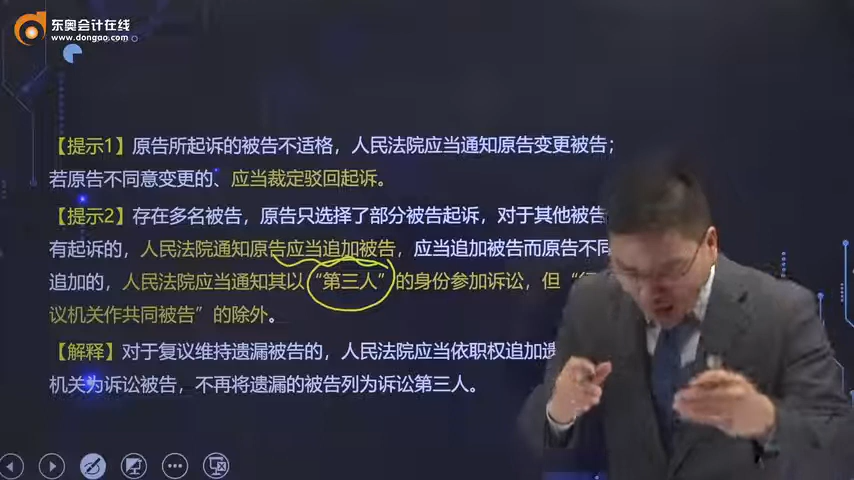 东奥会计在线
www.dongao.com
【提示1】原告所起诉的被告不适格，人民法院应当通知原告变更被告；
若原告不同意变更的、应当裁定驳回起诉。
【提示2】存在多名被告，原告只选择了部分被告起诉，对于其他被告
有起诉的，人民法院通知原告应当追加被告，应当追加被告而原告不同
追加的，人民法院应当通知其以“第三人”的身份参加诉讼，但“
议机关作共同被告”的除外。
【解释】对于复议维持遗漏被告的，人民法院应当依职权追加遗
机关为诉讼被告，不再将遗漏的被告列为诉讼第三人。